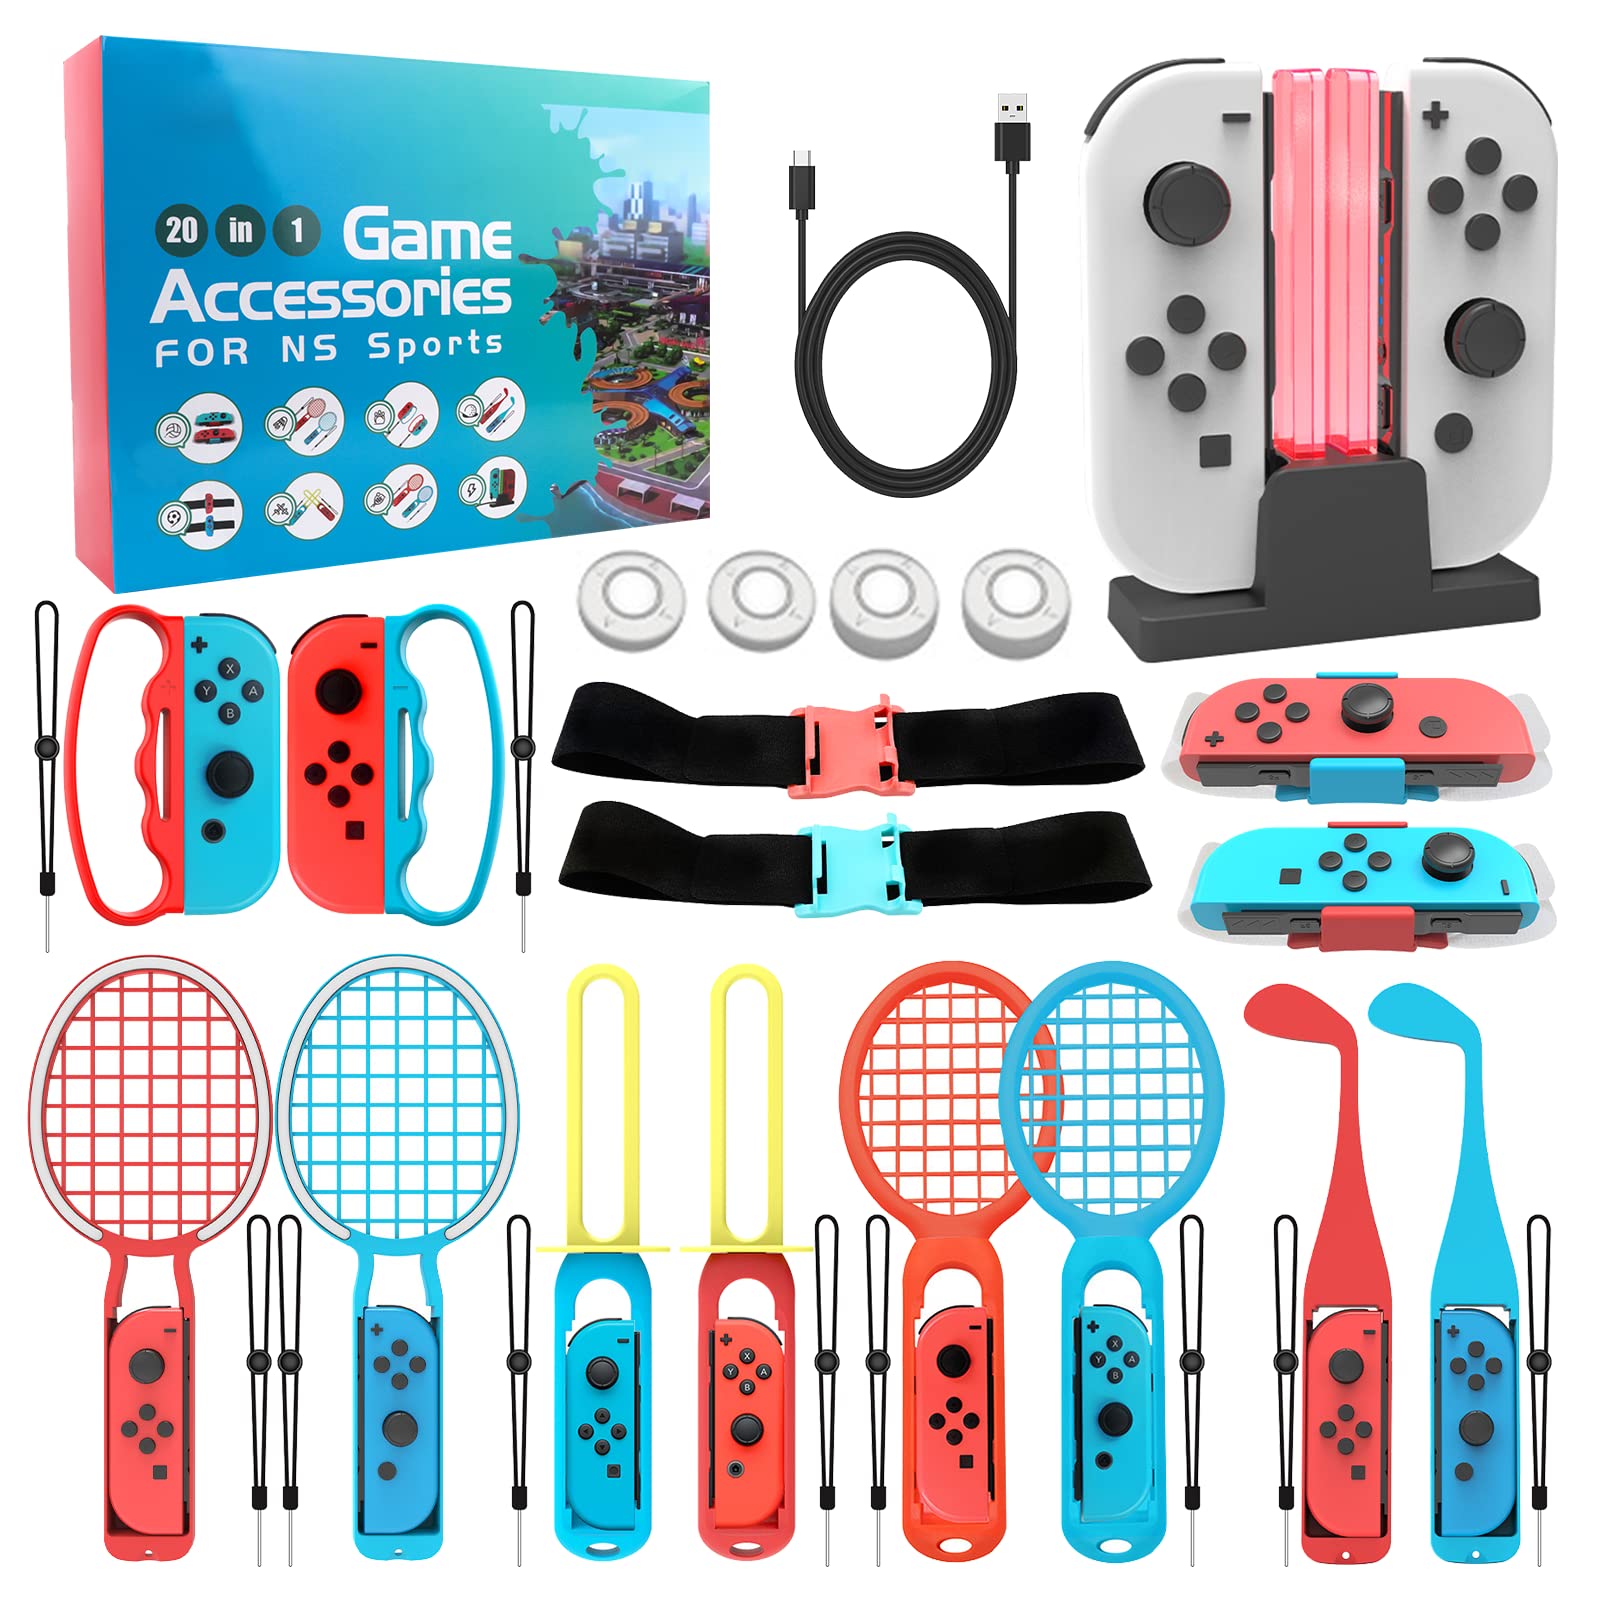 20 in 1 Game
Accessories
FOR NS Sports
X
Y A
B
X
Y A
B
X
Y A
B